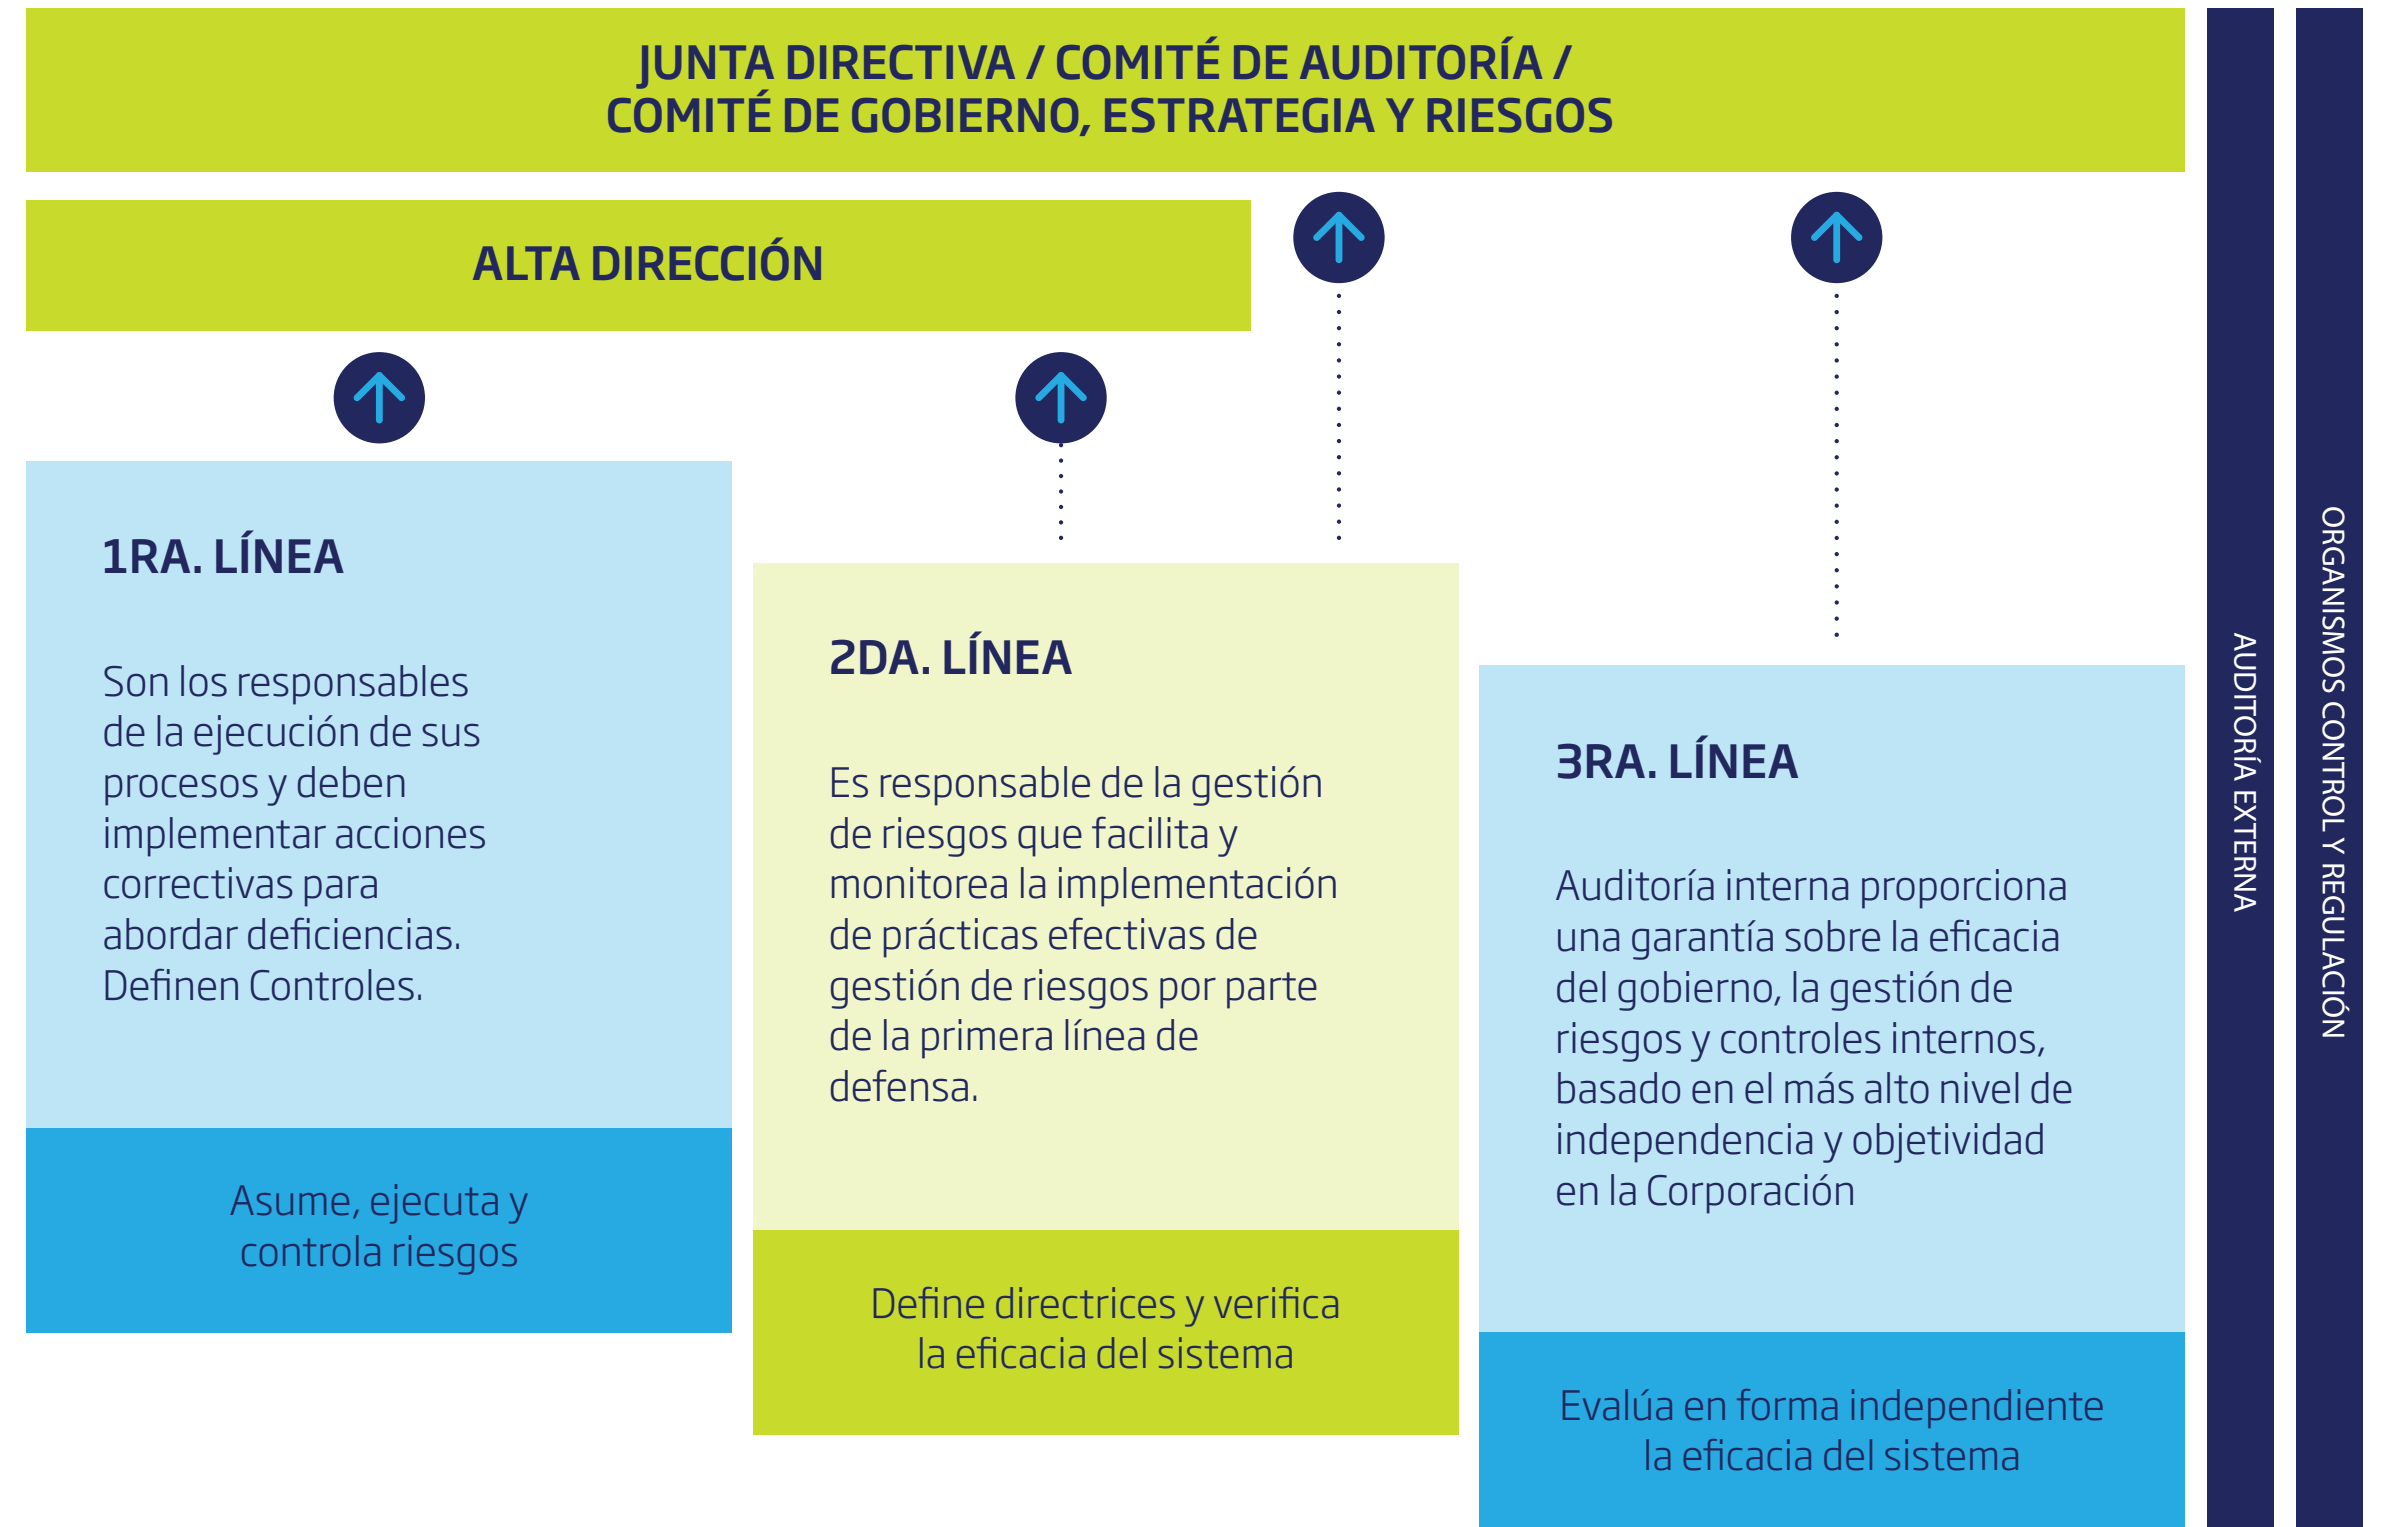 JUNTA DIRECTIVA / COMITÉ DE AUDITORÍA /
COMITÉ DE GOBIERNO, ESTRATEGIA Y RIESGOS
ALTA DIRECCIÓN
1RA. LÍNEA
Son los responsables
de la ejecución de sus
procesos y deben
implementar acciones
correctivas para
abordar deficiencias.
Definen Controles.
Asume, ejecuta y
controla riesgos
2DA. LÍNEA
Es responsable de la gestión
de riesgos que facilita y
monitorea la implementación
de prácticas efectivas de
gestión de riesgos por parte
de la primera línea de
defensa.
Define directrices y verifica
la eficacia del sistema
3RA. LÍNEA
Auditoría interna proporciona
una garantía sobre la eficacia
del gobierno, la gestión de
riesgos y controles internos,
basado en el más alto nivel de
independencia y objetividad
en la Corporación
Evalúa en forma independiente
la eficacia del sistema
AUDITORÍA EXTERNA
ORGANISMOS CONTROL Y REGULACIÓN